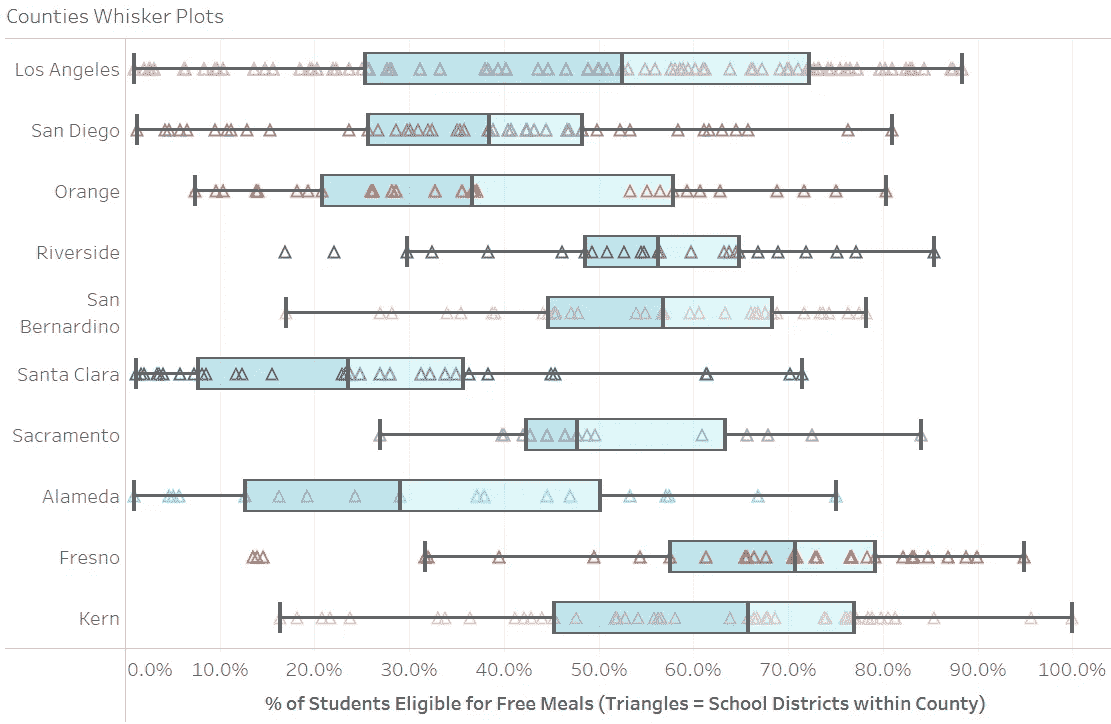 Counties Whisker Plots
Los Angeles
San Diego
Orange
Riverside
San
Bernardino
Santa Clara
Sacramento
Alameda
Fresno
Kern
0.0% 10.0% 20.0% 30.0% 40.0% 50.0% 60.0% 70.0% 80.0% 90.0% 100.0%
% of Students Eligible for Free Meals (Triangles = School Districts within County)